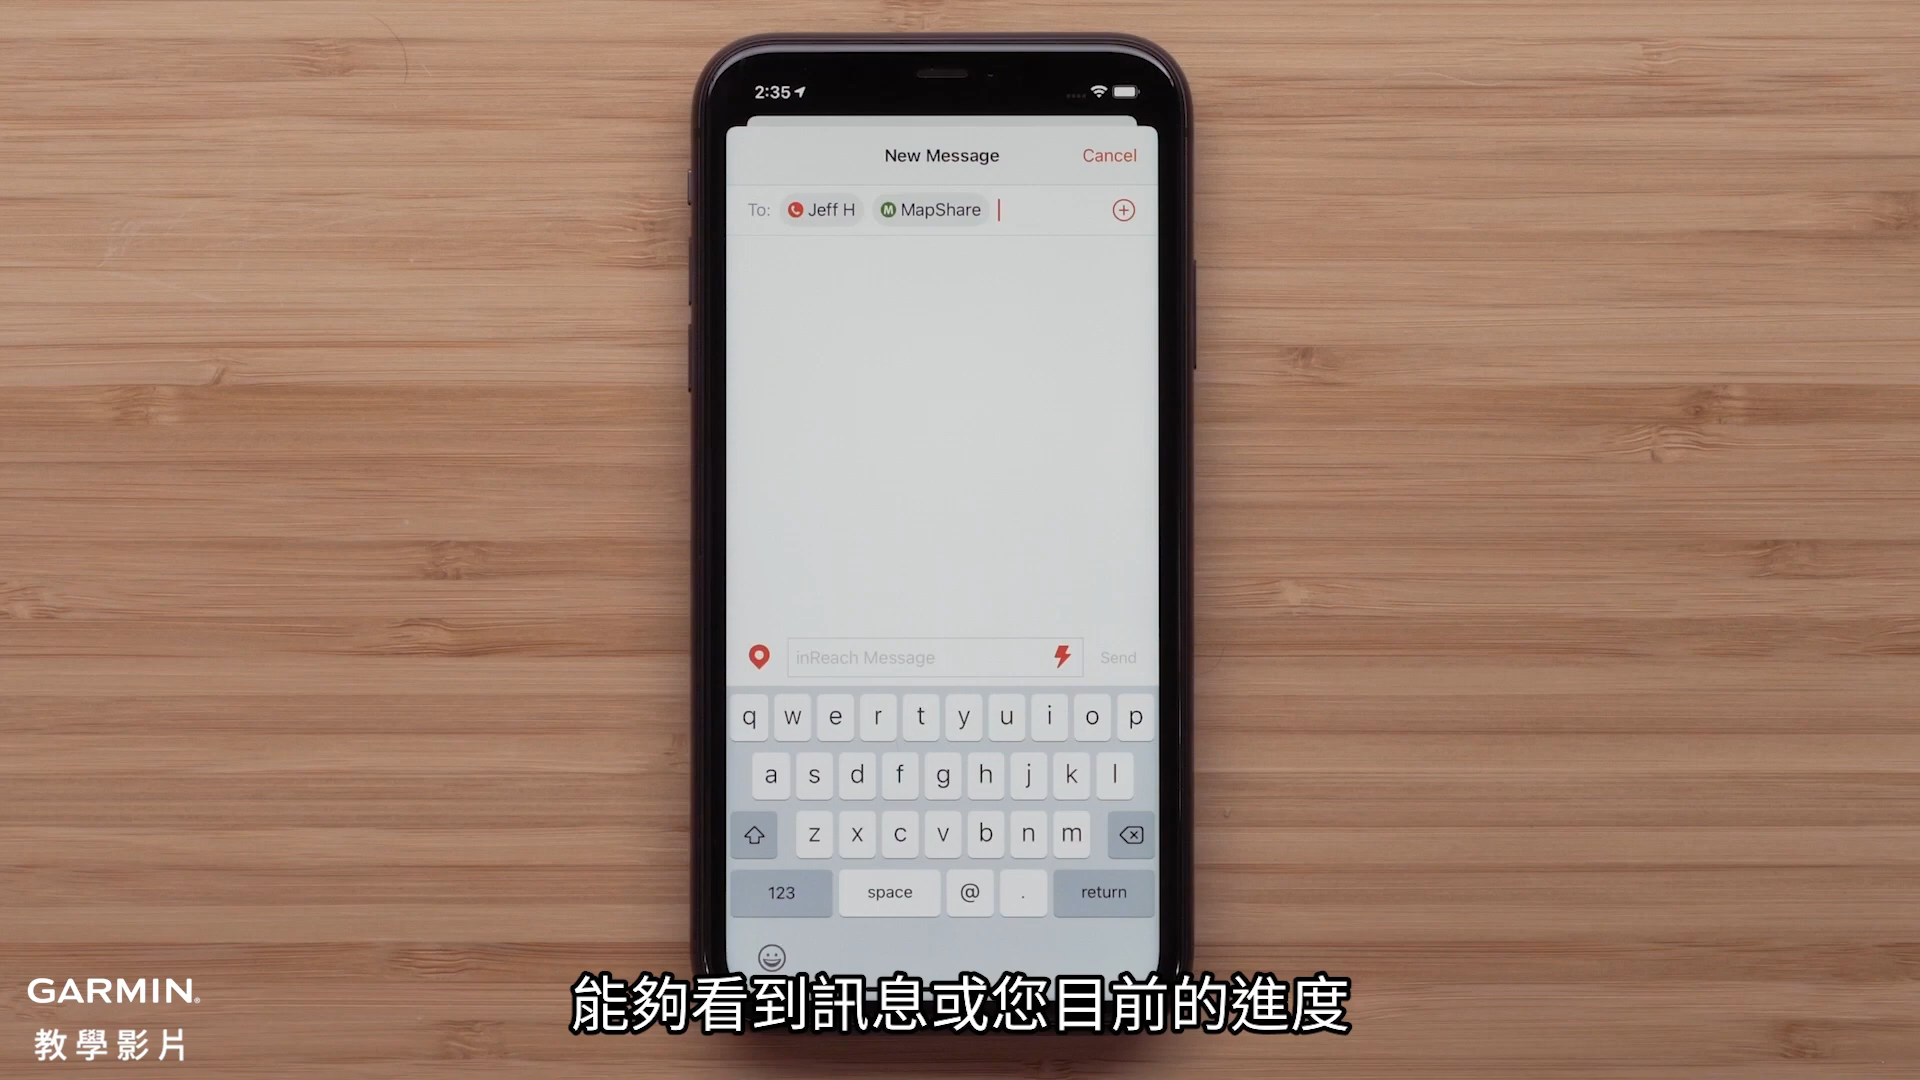 2:35
New Message
Cancel
To: Jeff H M MapShare
inReach Message
Send
q w e r t y u i o p
a s d f g h j k l
z x c v b n m
123 space @ . return
GARMIN
教學影片
能夠看到訊息或您目前的進度